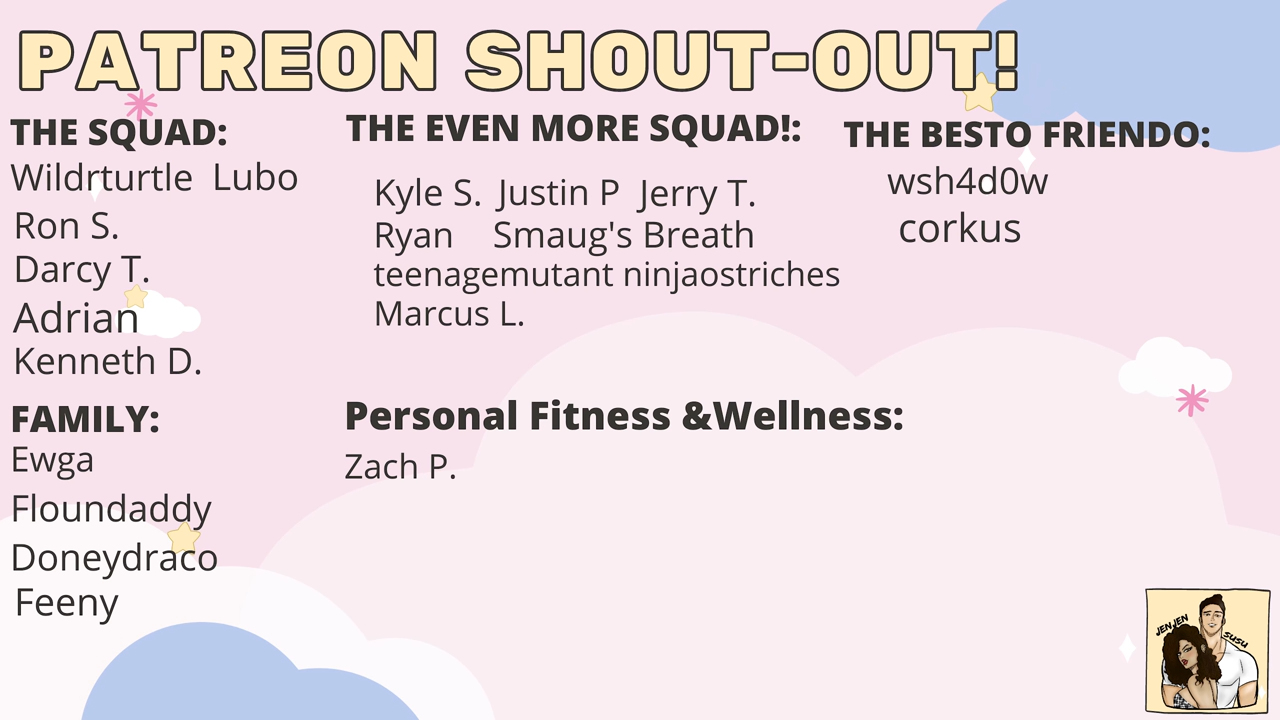 PATREON SHOUT-OUT!
THE SQUAD:
Wildrturtle Lubo
Ron S.
Darcy T.
Adrian
Kenneth D.
THE EVEN MORE SQUAD!:
Kyle S. Justin P Jerry T.
Ryan Smaug's Breath
teenagemutant ninjaostriches
Marcus L.
THE BESTO FRIENDO:
wsh4d0w
corkus
FAMILY:
Ewga
Floundaddy
Doneydraco
Feeny
Personal Fitness &Wellness:
Zach P.
JENJEN
SUSU